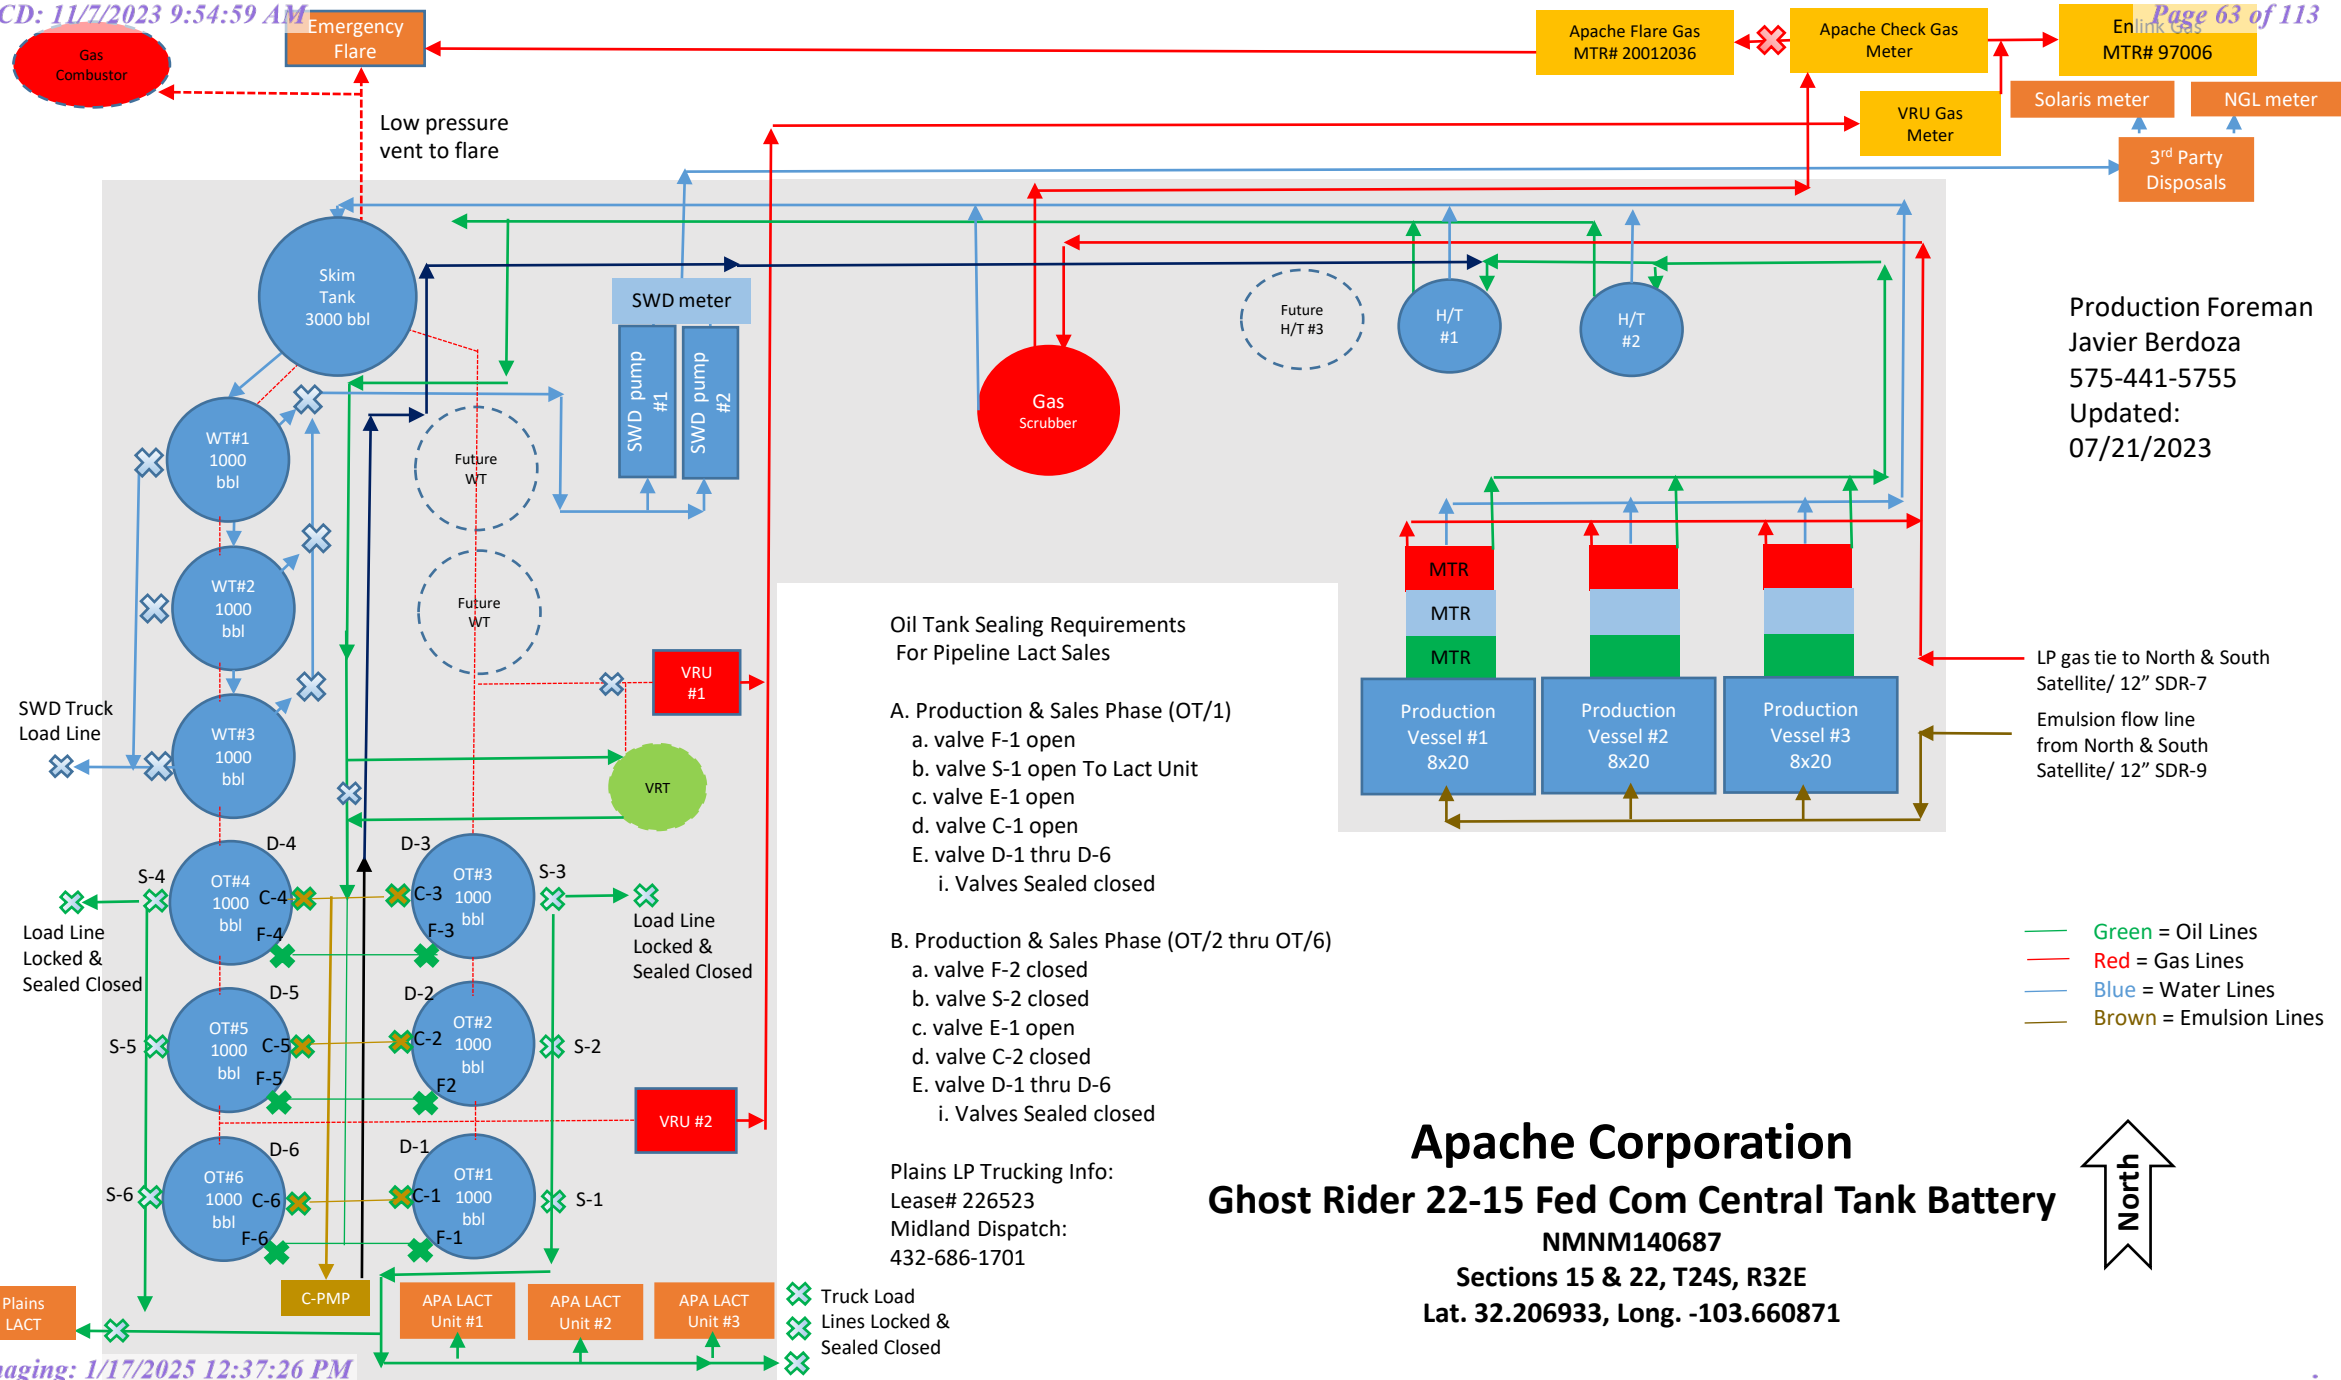 CD: 11/7/2023 9:54:59 AM
Page 63 of 113
Gas
Combustor
Emergency
Flare
Apache Flare Gas
MTR# 20012036
Apache Check Gas
Meter
Enlink Gas
MTR# 97006
Solaris meter
NGL meter
VRU Gas
Meter
3rd Party
Disposals
Low pressure
vent to flare
Skim
Tank
3000 bbl
SWD meter
SWD pump
#1
SWD pump
#2
Future
H/T #3
H/T
#1
H/T
#2
Gas
Scrubber
Production Foreman
Javier Berdoza
575-441-5755
Updated:
07/21/2023
WT#1
1000
bbl
Future
WT
WT#2
1000
bbl
Future
WT
WT#3
1000
bbl
SWD Truck
Load Line
VRU
#1
VRT
MTR
MTR
MTR
Production
Vessel #1
8x20
Production
Vessel #2
8x20
Production
Vessel #3
8x20
LP gas tie to North & South
Satellite/ 12” SDR-7
Emulsion flow line
from North & South
Satellite/ 12” SDR-9
Oil Tank Sealing Requirements
For Pipeline Lact Sales
A. Production & Sales Phase (OT/1)
a. valve F-1 open
b. valve S-1 open To Lact Unit
c. valve E-1 open
d. valve C-1 open
E. valve D-1 thru D-6
i. Valves Sealed closed
B. Production & Sales Phase (OT/2 thru OT/6)
a. valve F-2 closed
b. valve S-2 closed
c. valve E-1 open
d. valve C-2 closed
E. valve D-1 thru D-6
i. Valves Sealed closed
Plains LP Trucking Info:
Lease# 226523
Midland Dispatch:
432-686-1701
D-4
D-3
S-4
OT#4
1000
bbl
C-4
F-4
C-3
OT#3
1000
bbl
F-3
S-3
Load Line
Locked &
Sealed Closed
Load Line
Locked &
Sealed Closed
D-5
D-2
S-5
OT#5
1000
bbl
C-5
F-5
C-2
OT#2
1000
bbl
F2
S-2
VRU #2
D-6
D-1
S-6
OT#6
1000
bbl
C-6
F-6
C-1
OT#1
1000
bbl
F-1
S-1
Green = Oil Lines
Red = Gas Lines
Blue = Water Lines
Brown = Emulsion Lines
Apache Corporation
Ghost Rider 22-15 Fed Com Central Tank Battery
NMNM140687
Sections 15 & 22, T24S, R32E
Lat. 32.206933, Long. -103.660871
North
Plains
LACT
C-PMP
APA LACT
Unit #1
APA LACT
Unit #2
APA LACT
Unit #3
Truck Load
Lines Locked &
Sealed Closed
naging: 1/17/2025 12:37:26 PM